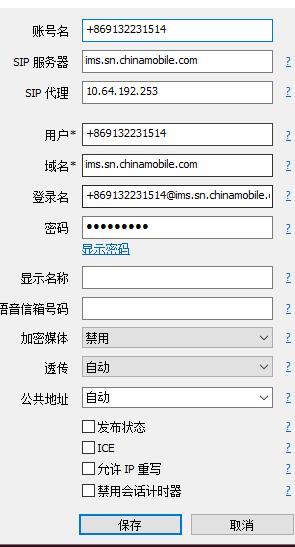 账号名 +869132231514
SIP 服务器 ims.sn.chinamobile.com ?
SIP 代理 10.64.192.253 ?
用户* +869132231514 ?
域名* ims.sn.chinamobile.com ?
登录名 +869132231514@ims.sn.chinamobile. ?
密码 ●●●●●●●●● ?
显示密码
显示名称 ?
语音信箱号码 ?
加密媒体 禁用 ?
透传 自动 ?
公共地址 自动 ?
发布状态 ?
ICE ?
允许 IP 重写 ?
禁用会话计时器 ?
保存 取消